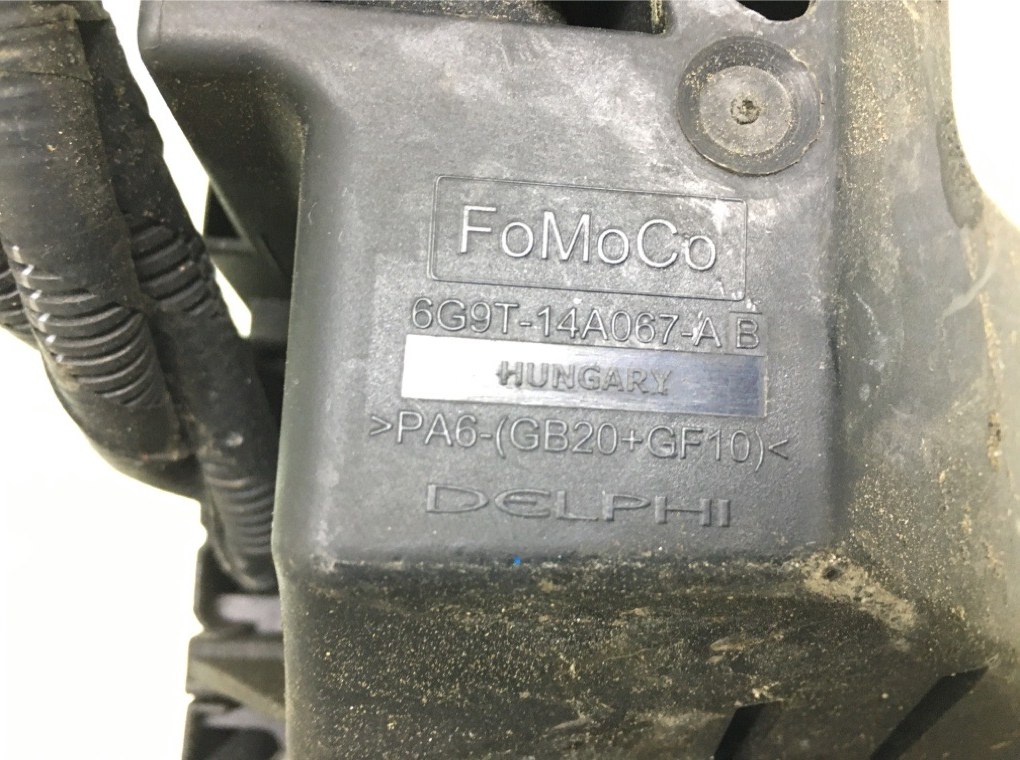 FoMoCo
6G9T-14A067-A B
HUNGARY
>PA6-(GB20+GF10)<
DELPHI